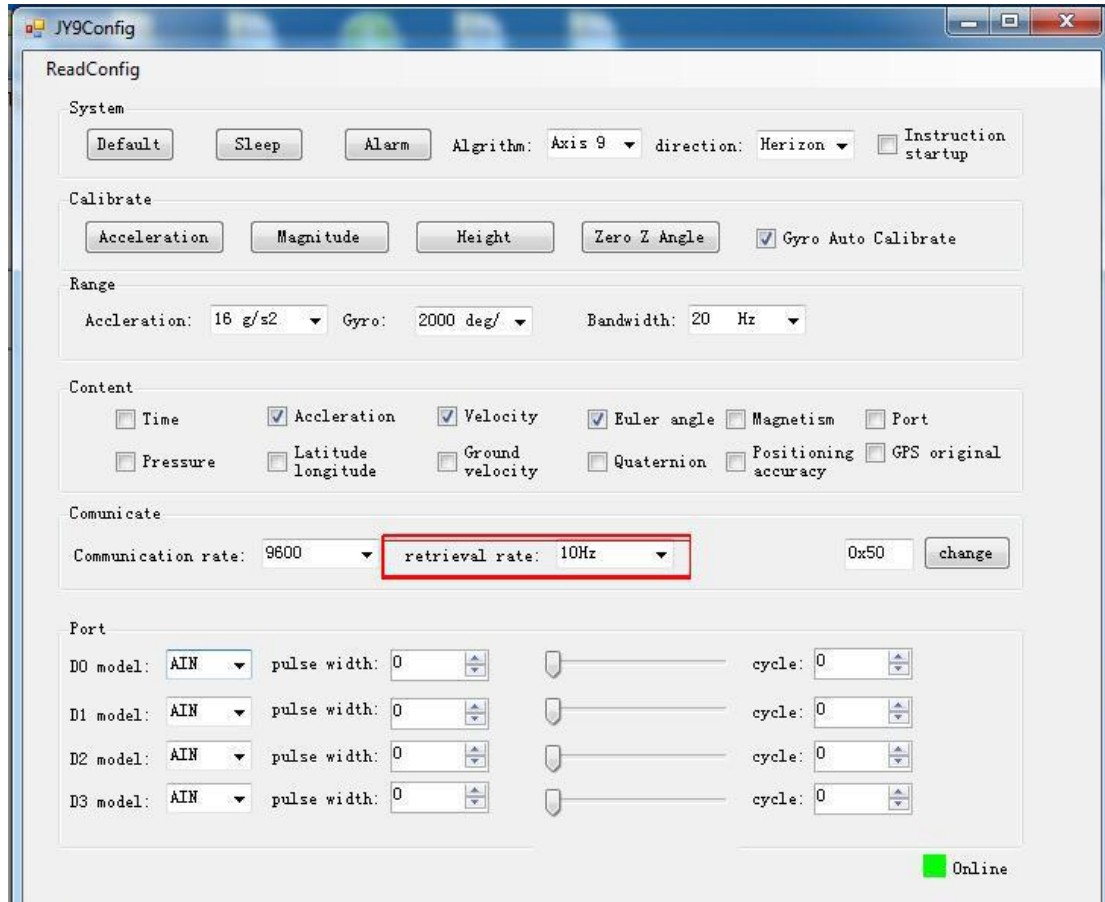 JY9Config
ReadConfig
System
Default Sleep Alarm Algrithm: Axis 9 direction: Herizon Instruction startup
Calibrate
Acceleration Magnitude Height Zero Z Angle Gyro Auto Calibrate
Range
Accleration: 16 g/s2 Gyro: 2000 deg/ Bandwidth: 20 Hz
Content
Time Accleration Velocity Euler angle Magnetism Port
Pressure Latitude longitude Ground velocity Quaternion Positioning accuracy GPS original
Comunicate
Communication rate: 9600 retrieval rate: 10Hz 0x50 change
Port
D0 model: AIN pulse width: 0 cycle: 0
D1 model: AIN pulse width: 0 cycle: 0
D2 model: AIN pulse width: 0 cycle: 0
D3 model: AIN pulse width: 0 cycle: 0
Online